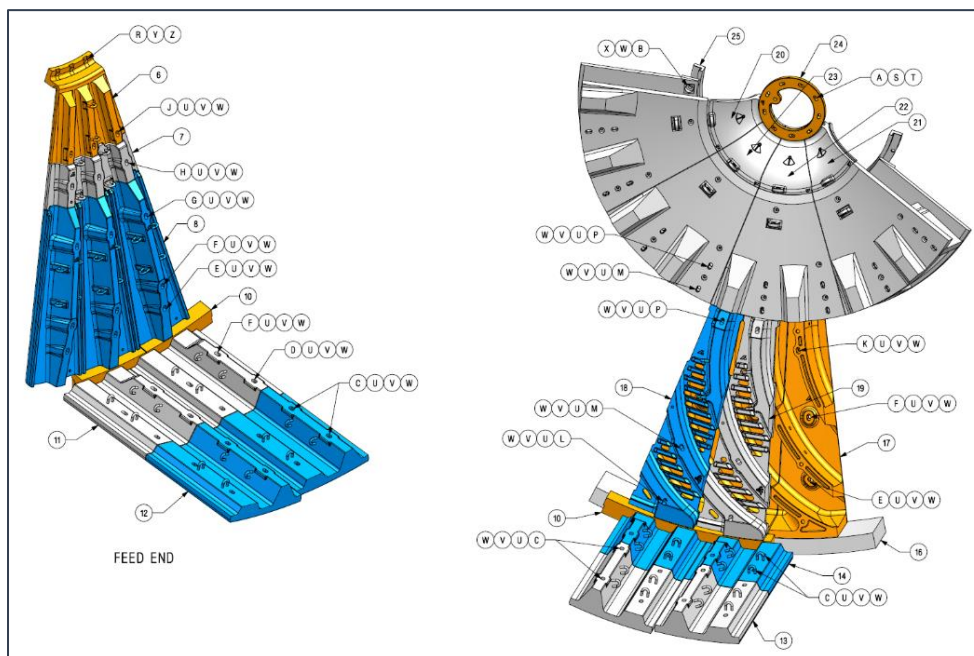 R Y Z
6
J U V W
7
H U V W
G U V W
8
F U V W
E U V W
10
F U V W
D U V W
C U V W
11
12
FEED END
X W B
25
20
24
23
A S T
22
21
W V U P
W V U M
W V U P
K U V W
18
19
W V U M
F U V W
W V U L
17
E U V W
10
16
W V U C
14
C U V W
13